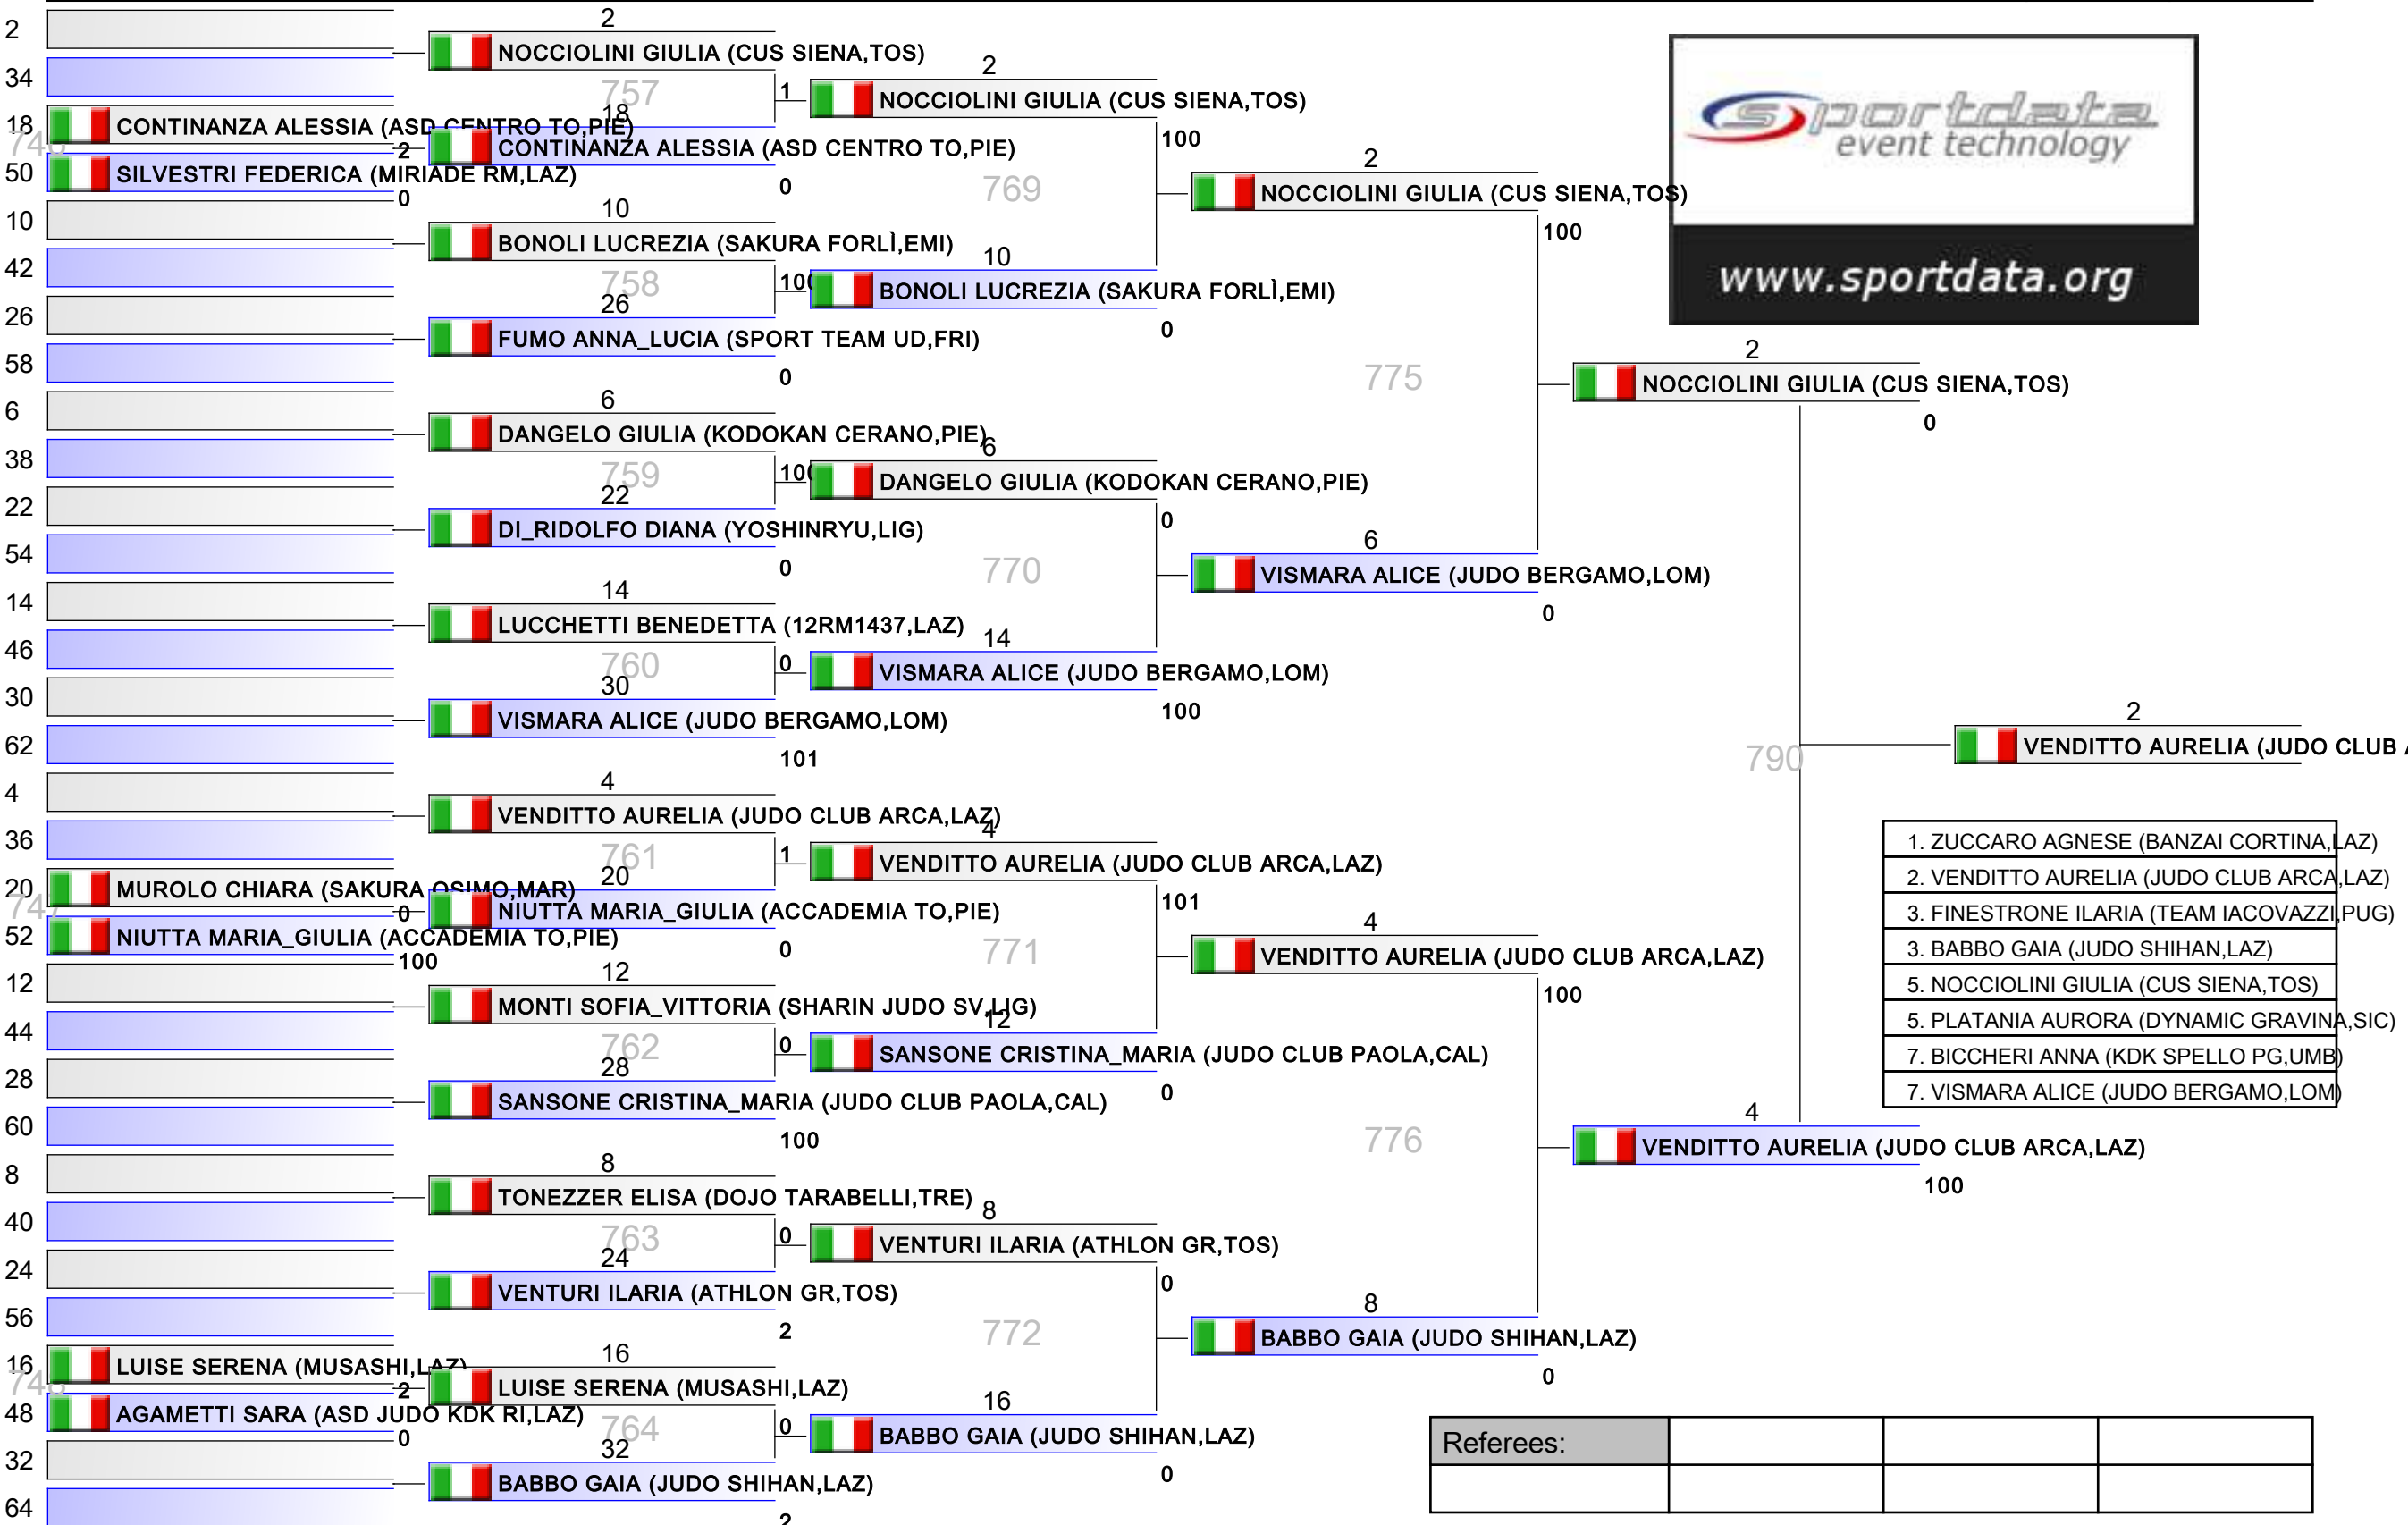 2
34
18
746
50
10
42
26
58
6
38
22
54
14
46
30
62
4
36
20
52
12
44
28
60
8
40
24
56
16
48
32
64
CONTINANZA ALESSIA (ASD CENTRO TO,PIE)
2
SILVESTRI FEDERICA (MIRIADE RM,LAZ)
0
MUROLO CHIARA (SAKURA OSIMO,MAR)
0
NIUTTA MARIA_GIULIA (ACCADEMIA TO,PIE)
100
LUISE SERENA (MUSASHI,LAZ)
2
AGAMETTI SARA (ASD JUDO KDK RI,LAZ)
0
2
NOCCIOLINI GIULIA (CUS SIENA,TOS)
1
757
18
CONTINANZA ALESSIA (ASD CENTRO TO,PIE)
0
10
BONOLI LUCREZIA (SAKURA FORLÌ,EMI)
100
758
26
FUMO ANNA_LUCIA (SPORT TEAM UD,FRI)
0
6
DANGELO GIULIA (KODOKAN CERANO,PIE)
100
759
22
DI_RIDOLFO DIANA (YOSHINRYU,LIG)
0
14
LUCCHETTI BENEDETTA (12RM1437,LAZ)
0
760
30
VISMARA ALICE (JUDO BERGAMO,LOM)
101
4
VENDITTO AURELIA (JUDO CLUB ARCA,LAZ)
1
761
20
NIUTTA MARIA_GIULIA (ACCADEMIA TO,PIE)
0
12
MONTI SOFIA_VITTORIA (SHARIN JUDO SV,LIG)
0
762
28
SANSONE CRISTINA_MARIA (JUDO CLUB PAOLA,CAL)
100
8
TONEZZER ELISA (DOJO TARABELLI,TRE)
0
763
24
VENTURI ILARIA (ATHLON GR,TOS)
2
16
LUISE SERENA (MUSASHI,LAZ)
0
764
32
BABBO GAIA (JUDO SHIHAN,LAZ)
2
2
NOCCIOLINI GIULIA (CUS SIENA,TOS)
100
769
10
BONOLI LUCREZIA (SAKURA FORLÌ,EMI)
0
6
DANGELO GIULIA (KODOKAN CERANO,PIE)
0
770
14
VISMARA ALICE (JUDO BERGAMO,LOM)
100
4
VENDITTO AURELIA (JUDO CLUB ARCA,LAZ)
101
771
12
SANSONE CRISTINA_MARIA (JUDO CLUB PAOLA,CAL)
0
8
VENTURI ILARIA (ATHLON GR,TOS)
0
772
16
BABBO GAIA (JUDO SHIHAN,LAZ)
0
2
NOCCIOLINI GIULIA (CUS SIENA,TOS)
100
775
6
VISMARA ALICE (JUDO BERGAMO,LOM)
0
4
VENDITTO AURELIA (JUDO CLUB ARCA,LAZ)
100
776
8
BABBO GAIA (JUDO SHIHAN,LAZ)
0
sportdata
event technology
www.sportdata.org
2
NOCCIOLINI GIULIA (CUS SIENA,TOS)
0
790
4
VENDITTO AURELIA (JUDO CLUB ARCA,LAZ)
100
2
VENDITTO AURELIA (JUDO CLUB
1. ZUCCARO AGNESE (BANZAI CORTINA,LAZ)
2. VENDITTO AURELIA (JUDO CLUB ARCA,LAZ)
3. FINESTRONE ILARIA (TEAM IACOVAZZI,PUG)
3. BABBO GAIA (JUDO SHIHAN,LAZ)
5. NOCCIOLINI GIULIA (CUS SIENA,TOS)
5. PLATANIA AURORA (DYNAMIC GRAVINA,SIC)
7. BICCHERI ANNA (KDK SPELLO PG,UMB)
7. VISMARA ALICE (JUDO BERGAMO,LOM)
Referees: